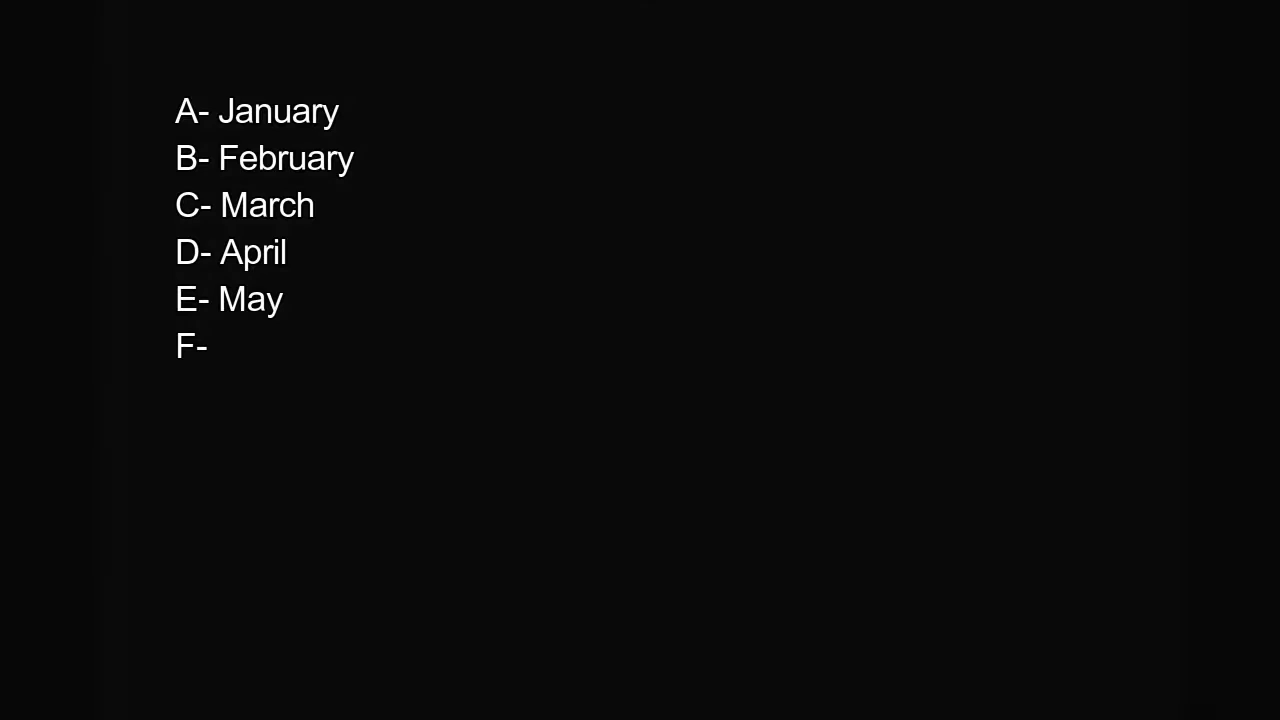 A- January
B- February
C- March
D- April
E- May
F-